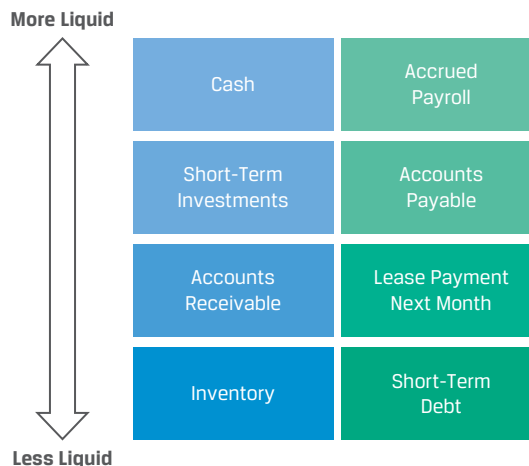 More Liquid
Cash
Accrued
Payroll
Short-Term
Investments
Accounts
Payable
Accounts
Receivable
Lease Payment
Next Month
Inventory
Short-Term
Debt
Less Liquid